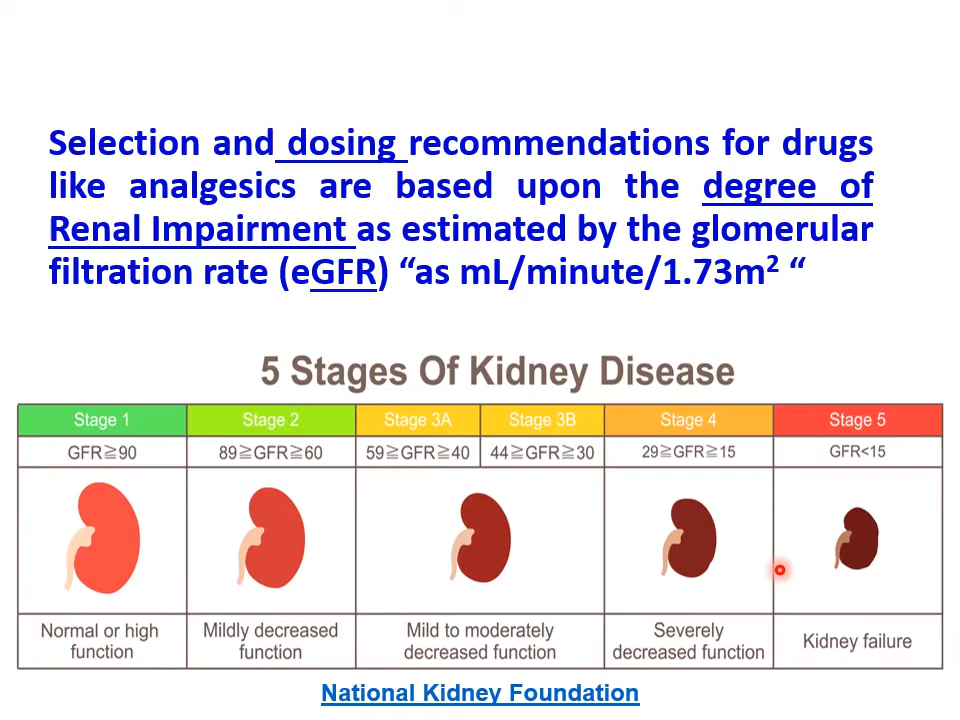 Selection and dosing recommendations for drugs
like analgesics are based upon the degree of
Renal Impairment as estimated by the glomerular
filtration rate (eGFR) “as mL/minute/1.73m² “
5 Stages Of Kidney Disease
Stage 1 Stage 2 Stage 3A Stage 3B Stage 4 Stage 5
GFR≧90 89≧GFR≧60 59≧GFR≧40 44≧GFR≧30 29≧GFR≧15 GFR<15
Normal or high
function
Mildly decreased
function
Mild to moderately
decreased function
Severely
decreased function
Kidney failure
National Kidney Foundation